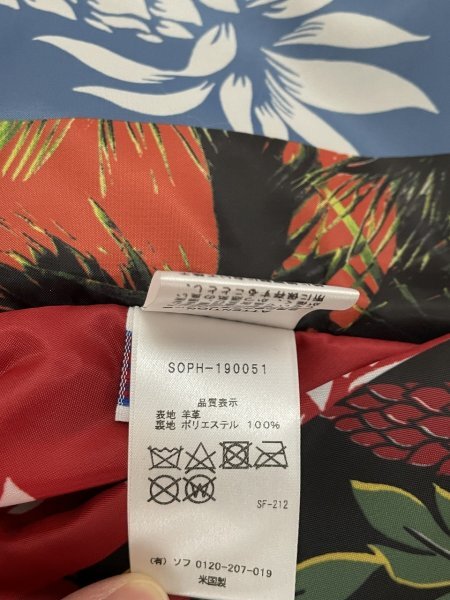 SOPH-190051
品質表示
表地 羊革
裏地 ポリエステル 100%
SF-212
(有) ソフ 0120-207-019
米国製